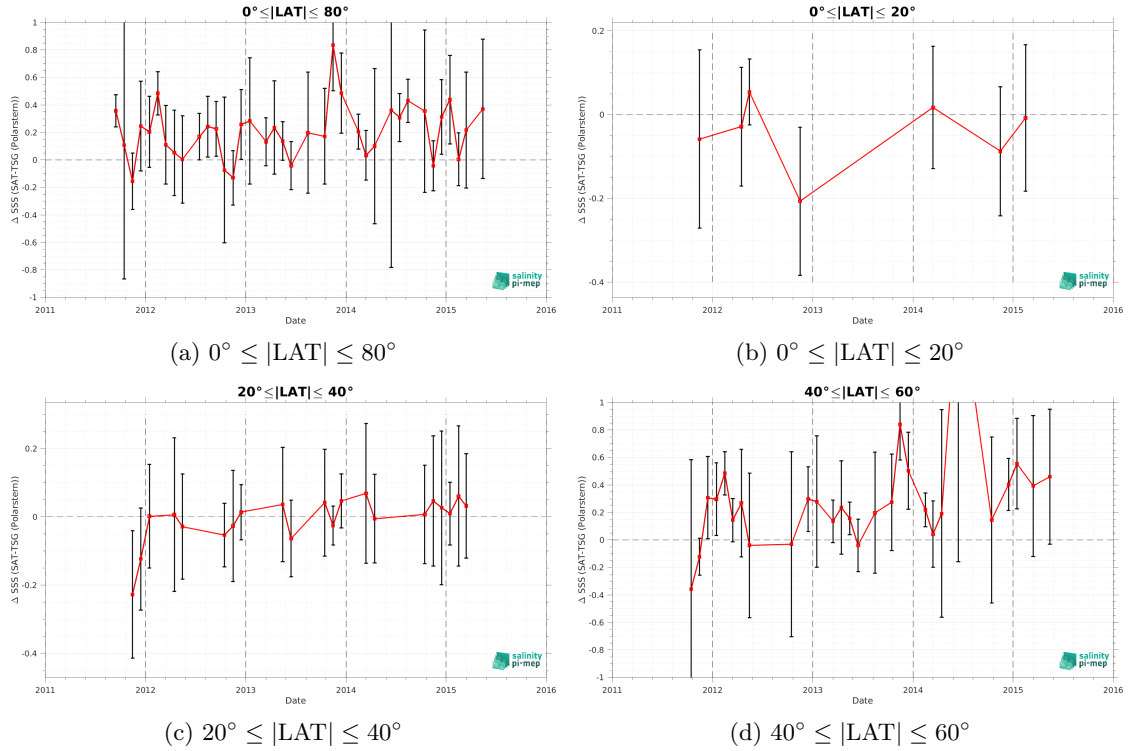 0°≤|LAT|≤ 80°
Δ SSS (SAT-TSG (Polarstern))
1
0.8
0.6
0.4
0.2
0
-0.2
-0.4
-0.6
-0.8
-1
2011 2012 2013 2014 2015 2016
Date
salinity
pi-mep
(a) 0° ≤ |LAT| ≤ 80°
0°≤|LAT|≤ 20°
Δ SSS (SAT-TSG (Polarstern))
0.2
0
-0.2
-0.4
2011 2012 2013 2014 2015 2016
Date
salinity
pi-mep
(b) 0° ≤ |LAT| ≤ 20°
20°≤|LAT|≤ 40°
Δ SSS (SAT-TSG (Polarstern))
0.2
0
-0.2
-0.4
2011 2012 2013 2014 2015 2016
Date
salinity
pi-mep
(c) 20° ≤ |LAT| ≤ 40°
40°≤|LAT|≤ 60°
Δ SSS (SAT-TSG (Polarstern))
1
0.8
0.6
0.4
0.2
0
-0.2
-0.4
-0.6
-0.8
-1
2011 2012 2013 2014 2015 2016
Date
salinity
pi-mep
(d) 40° ≤ |LAT| ≤ 60°